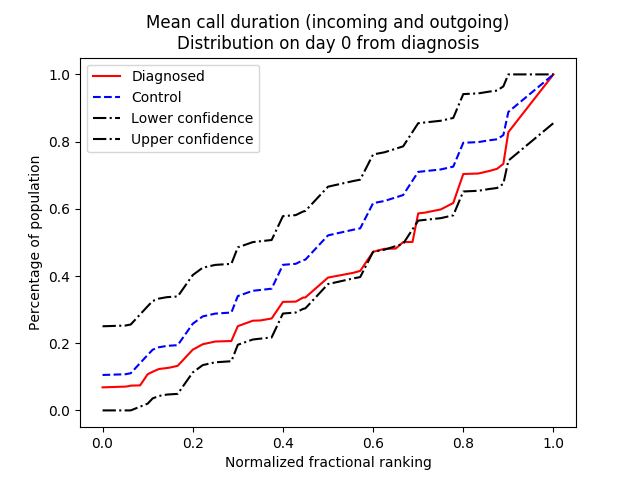 Mean call duration (incoming and outgoing)
Distribution on day 0 from diagnosis
Diagnosed
Control
Lower confidence
Upper confidence
Percentage of population
1.0
0.8
0.6
0.4
0.2
0.0
0.0 0.2 0.4 0.6 0.8 1.0
Normalized fractional ranking